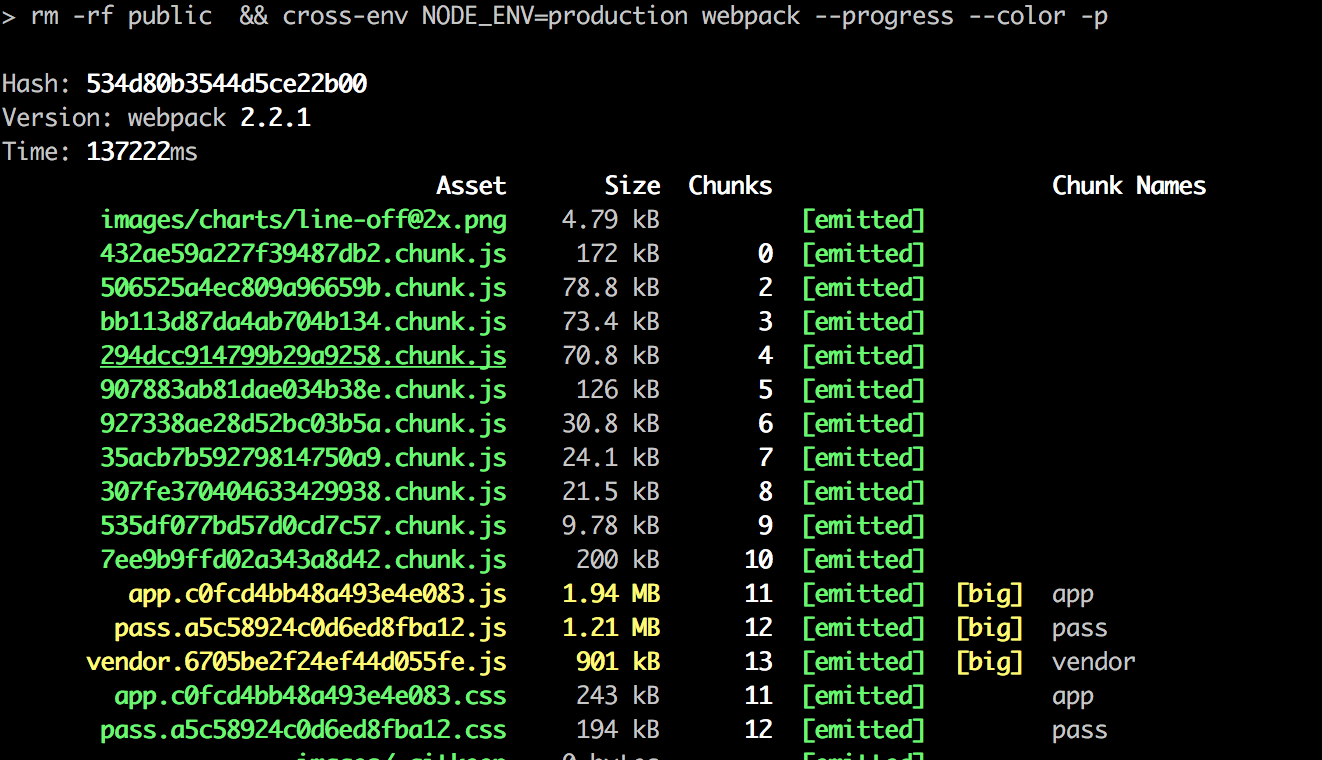 > rm -rf public  && cross-env NODE_ENV=production webpack --progress --color -p
Hash: 534d80b3544d5ce22b00
Version: webpack 2.2.1
Time: 137222ms
Asset Size Chunks Chunk Names
images/charts/line-off@2x.png 4.79 kB [emitted]
432ae59a227f39487db2.chunk.js 172 kB 0 [emitted]
506525a4ec809a96659b.chunk.js 78.8 kB 2 [emitted]
bb113d87da4ab704b134.chunk.js 73.4 kB 3 [emitted]
294dcc914799b29a9258.chunk.js 70.8 kB 4 [emitted]
907883ab81dae034b38e.chunk.js 126 kB 5 [emitted]
927338ae28d52bc03b5a.chunk.js 30.8 kB 6 [emitted]
35acb7b59279814750a9.chunk.js 24.1 kB 7 [emitted]
307fe370404633429938.chunk.js 21.5 kB 8 [emitted]
535df077bd57d0cd7c57.chunk.js 9.78 kB 9 [emitted]
7ee9b9ffd02a343a8d42.chunk.js 200 kB 10 [emitted]
app.c0fcd4bb48a493e4e083.js 1.94 MB 11 [emitted] [big] app
pass.a5c58924c0d6ed8fba12.js 1.21 MB 12 [emitted] [big] pass
vendor.6705be2f24ef44d055fe.js 901 kB 13 [emitted] [big] vendor
app.c0fcd4bb48a493e4e083.css 243 kB 11 [emitted] app
pass.a5c58924c0d6ed8fba12.css 194 kB 12 [emitted] pass
images/.gitkeep 0 bytes [emitted]